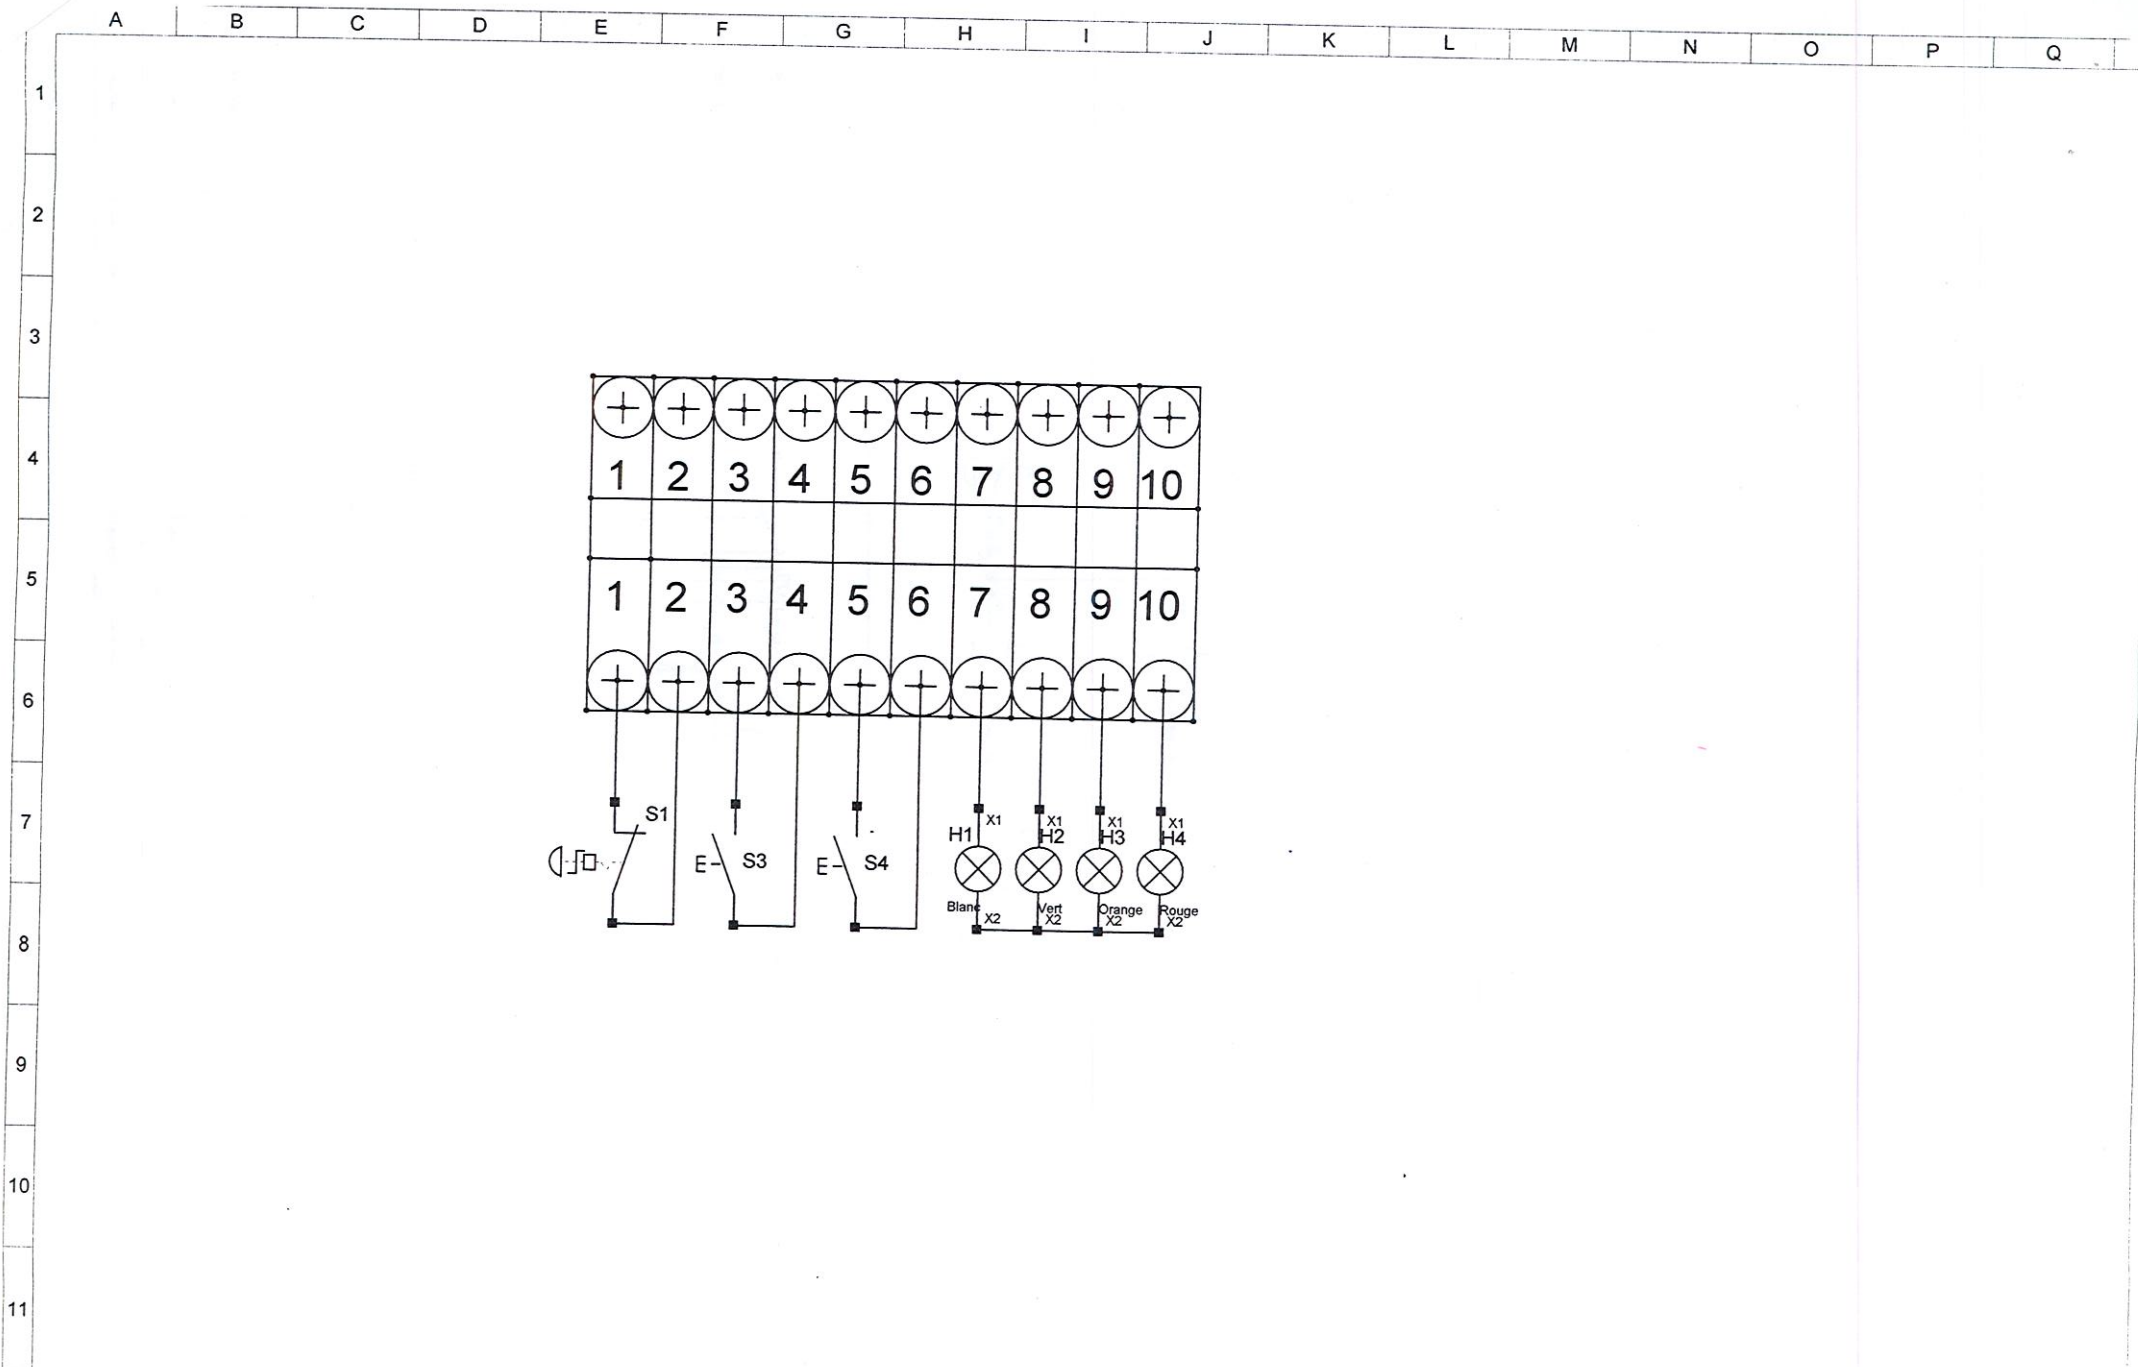 A B C D E F G H I J K L M N O P Q
1
2
3
4
5
6
7
8
9
10
11
1 2 3 4 5 6 7 8 9 10
1 2 3 4 5 6 7 8 9 10
S1
S3
S4
X1 X1 X1 X1
H1 H2 H3 H4
Blanc Vert Orange Rouge
X2 X2 X2 X2